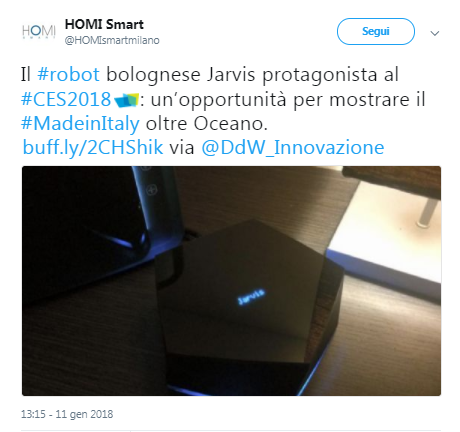 HOMI
SMART
HOMI Smart
@HOMIsmartmilano
Segui
Il #robot bolognese Jarvis protagonista al
#CES2018: un'opportunità per mostrare il
#MadeinItaly oltre Oceano.
buff.ly/2CHShik via @DdW_Innovazione
Jarvis
13:15 - 11 gen 2018